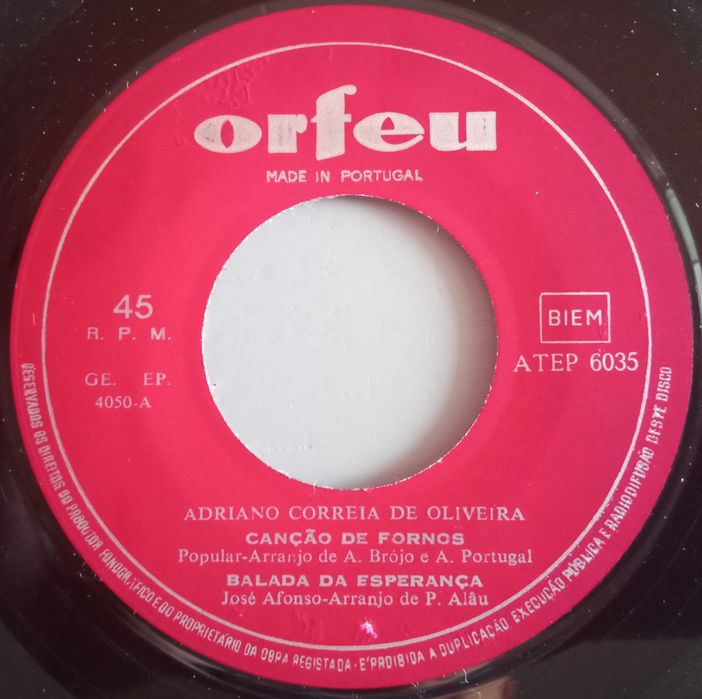 orfeu
MADE IN PORTUGAL
45
R. P. M.
BIEM
ATEP 6035
GE. EP.
4050-A
ADRIANO CORREIA DE OLIVEIRA
CANÇÃO DE FORNOS
Popular-Arranjo de A. Brójo e A. Portugal
BALADA DA ESPERANÇA
José Afonso-Arranjo de P. Alâu
RESERVADOS OS DIREITOS DO PRODUTOR FONOGRÁFICO E DO PROPRIETÁRIO DA OBRA REGISTADA - E'PROIBIDA A DUPLICAÇÃO EXECUÇÃO PÚBLICA E RADIODIFUSÃO DESTE DISCO